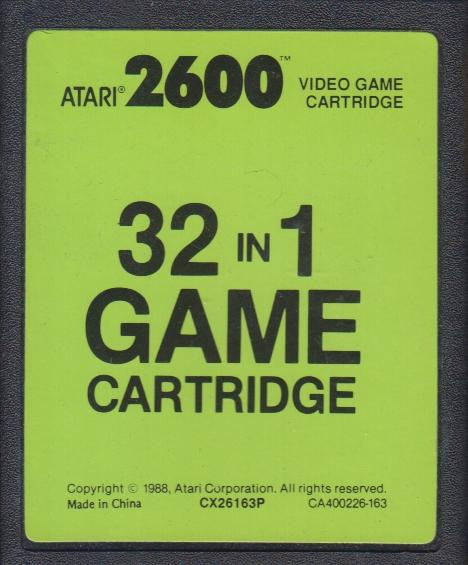 ATARI® 2600™ VIDEO GAME
CARTRIDGE
32 IN 1
GAME
CARTRIDGE
Copyright © 1988, Atari Corporation. All rights reserved.
Made in China CX26163P CA400226-163